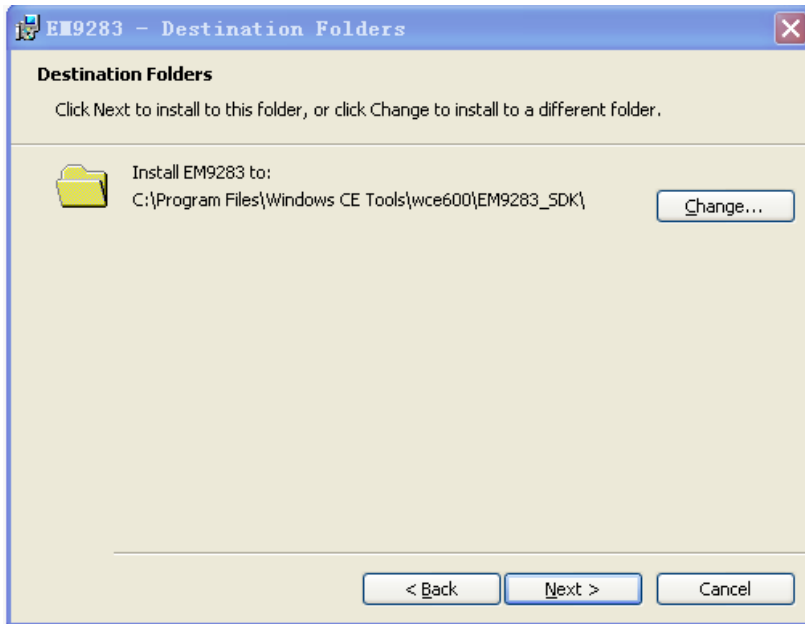 EM9283 - Destination Folders
Destination Folders
Click Next to install to this folder, or click Change to install to a different folder.
Install EM9283 to:
C:\Program Files\Windows CE Tools\wce600\EM9283_SDK\
Change...
< Back
Next >
Cancel